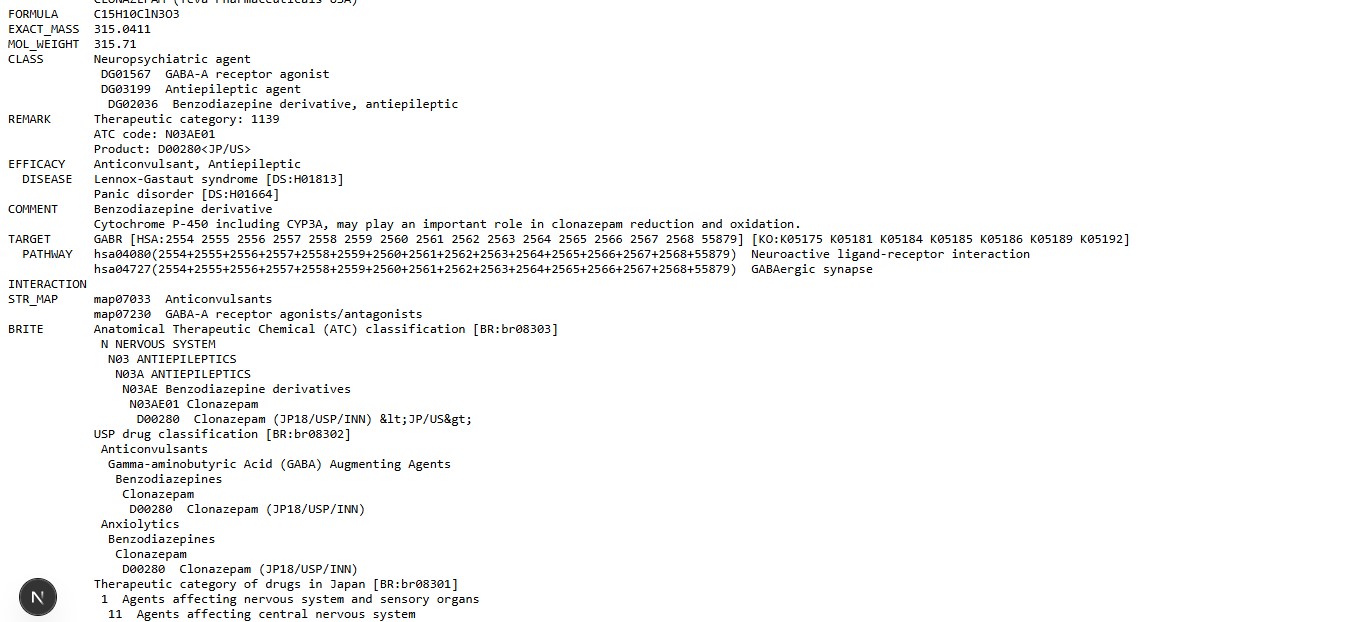 CLONAZEPAM (Teva Pharmaceuticals USA)
FORMULA C15H10ClN3O3
EXACT_MASS 315.0411
MOL_WEIGHT 315.71
CLASS Neuropsychiatric agent
DG01567 GABA-A receptor agonist
DG03199 Antiepileptic agent
DG02036 Benzodiazepine derivative, antiepileptic
REMARK Therapeutic category: 1139
ATC code: N03AE01
Product: D00280<JP/US>
EFFICACY Anticonvulsant, Antiepileptic
DISEASE Lennox-Gastaut syndrome [DS:H01813]
Panic disorder [DS:H01664]
COMMENT Benzodiazepine derivative
Cytochrome P-450 including CYP3A, may play an important role in clonazepam reduction and oxidation.
TARGET GABR [HSA:2554 2555 2556 2557 2558 2559 2560 2561 2562 2563 2564 2565 2566 2567 2568 55879] [KO:K05175 K05181 K05184 K05185 K05186 K05189 K05192]
PATHWAY hsa04080(2554+2555+2556+2557+2558+2559+2560+2561+2562+2563+2564+2565+2566+2567+2568+55879) Neuroactive ligand-receptor interaction
hsa04727(2554+2555+2556+2557+2558+2559+2560+2561+2562+2563+2564+2565+2566+2567+2568+55879) GABAergic synapse
INTERACTION
STR_MAP map07033 Anticonvulsants
map07230 GABA-A receptor agonists/antagonists
BRITE Anatomical Therapeutic Chemical (ATC) classification [BR:br08303]
N NERVOUS SYSTEM
N03 ANTIEPILEPTICS
N03A ANTIEPILEPTICS
N03AE Benzodiazepine derivatives
N03AE01 Clonazepam
D00280 Clonazepam (JP18/USP/INN) &lt;JP/US&gt;
USP drug classification [BR:br08302]
Anticonvulsants
Gamma-aminobutyric Acid (GABA) Augmenting Agents
Benzodiazepines
Clonazepam
D00280 Clonazepam (JP18/USP/INN)
Anxiolytics
Benzodiazepines
Clonazepam
D00280 Clonazepam (JP18/USP/INN)
Therapeutic category of drugs in Japan [BR:br08301]
1 Agents affecting nervous system and sensory organs
11 Agents affecting central nervous system
N